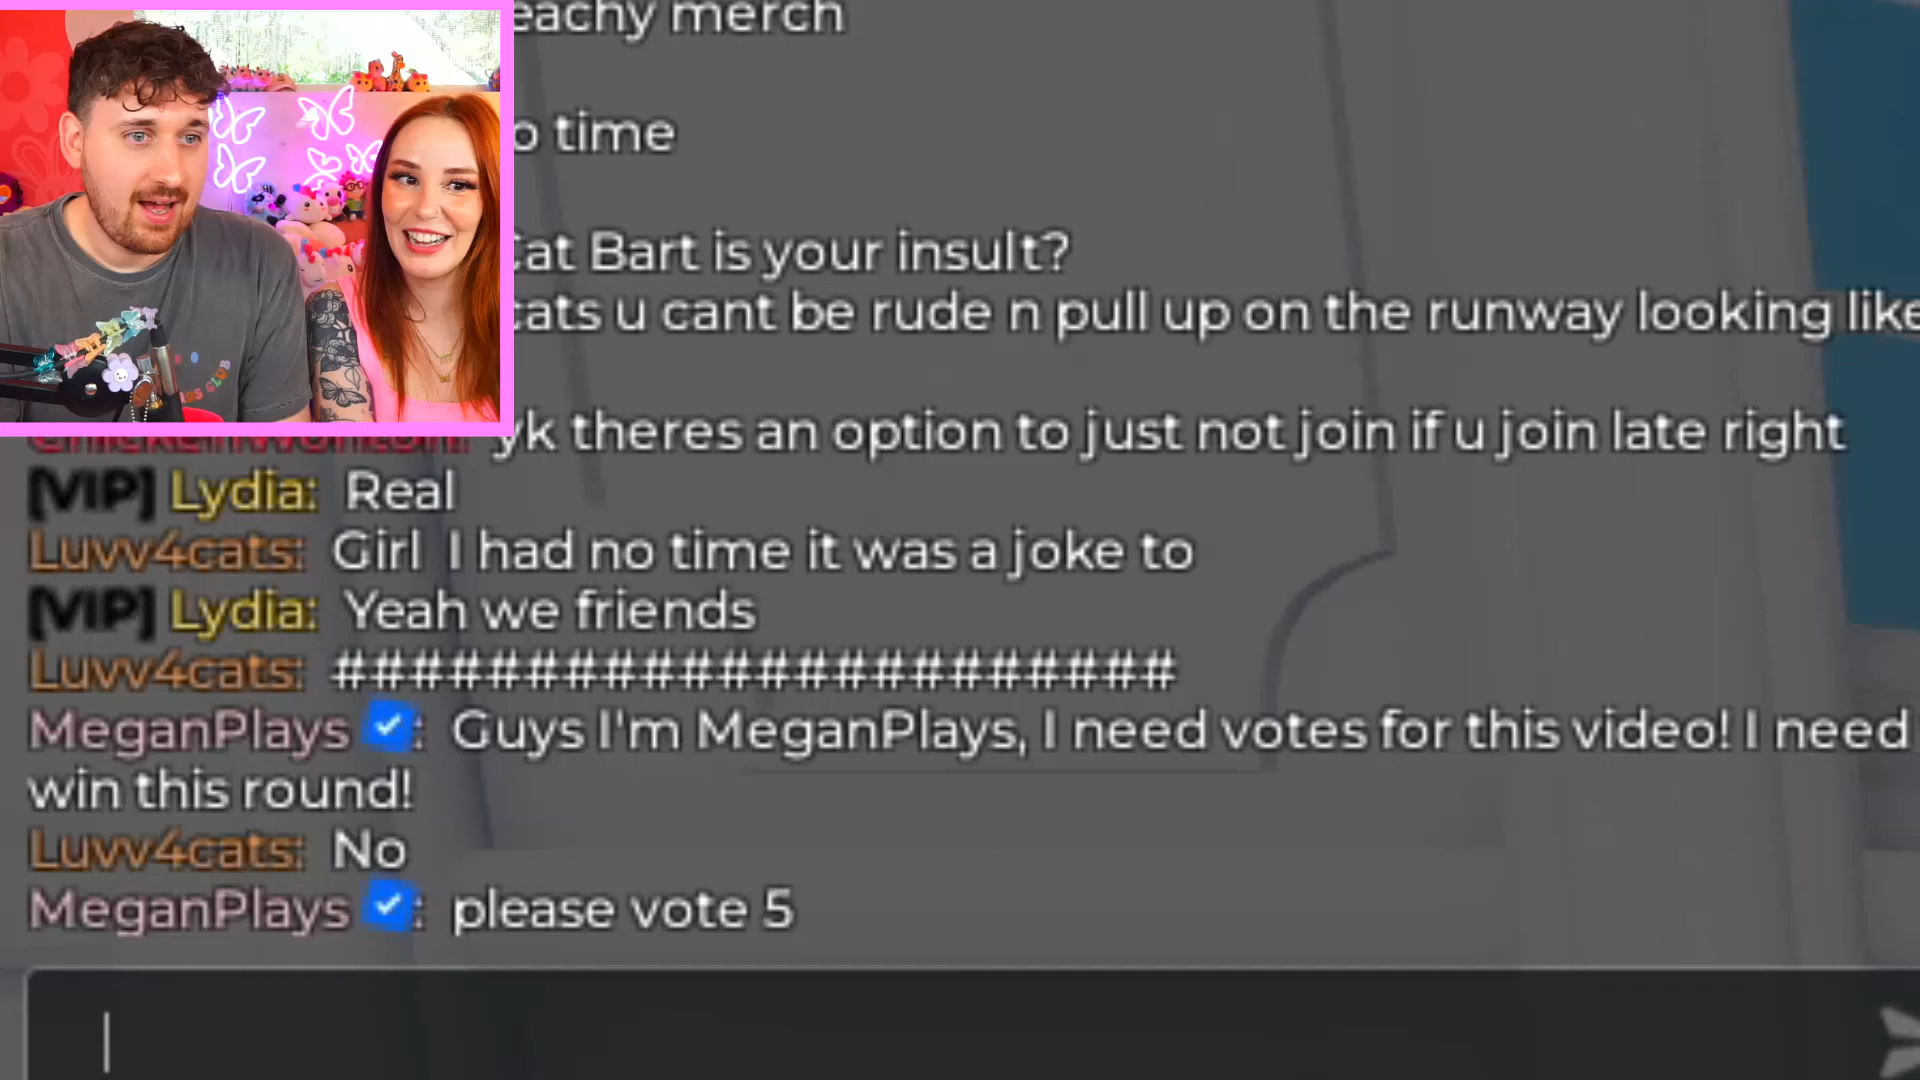 eachy merch
o time
Cat Bart is your insult?
cats u cant be rude n pull up on the runway looking like
yk theres an option to just not join if u join late right
[VIP] Lydia: Real
Luvv4cats: Girl I had no time it was a joke to
[VIP] Lydia: Yeah we friends
Luvv4cats: ######################
MeganPlays : Guys I'm MeganPlays, I need votes for this video! I need
win this round!
Luvv4cats: No
MeganPlays : please vote 5